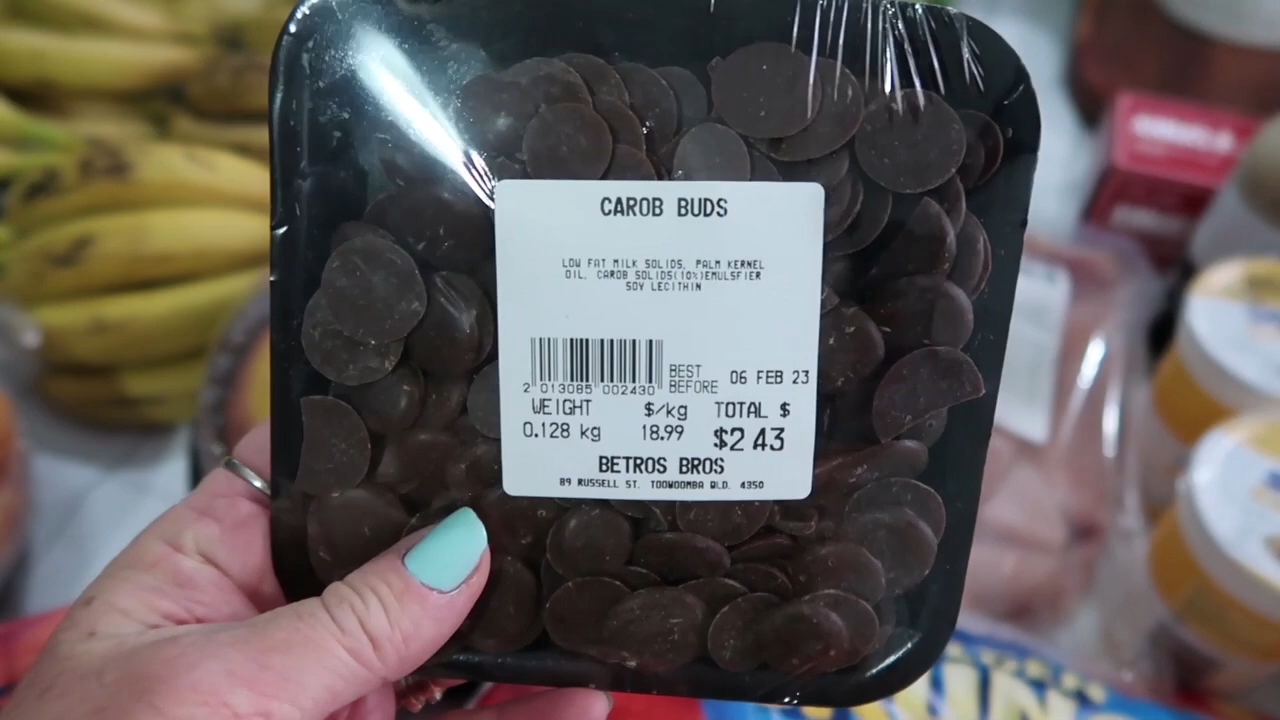 CAROB BUDS
LOW FAT MILK SOLIDS, PALM KERNEL
OIL. CAROB SOLIDS(10%)EMULSFIER
SOY LECITHIN
2 013085 002430
BEST
BEFORE 06 FEB 23
WEIGHT $/kg TOTAL $
0.128 kg 18.99 $2 43
BETROS BROS
89 RUSSELL ST. TOOWOOMBA QLD. 4350